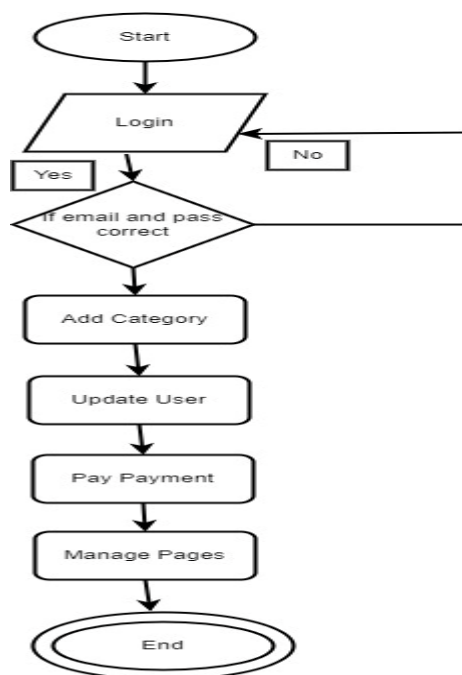 Start
Login
No
Yes
If email and pass
correct
Add Category
Update User
Pay Payment
Manage Pages
End